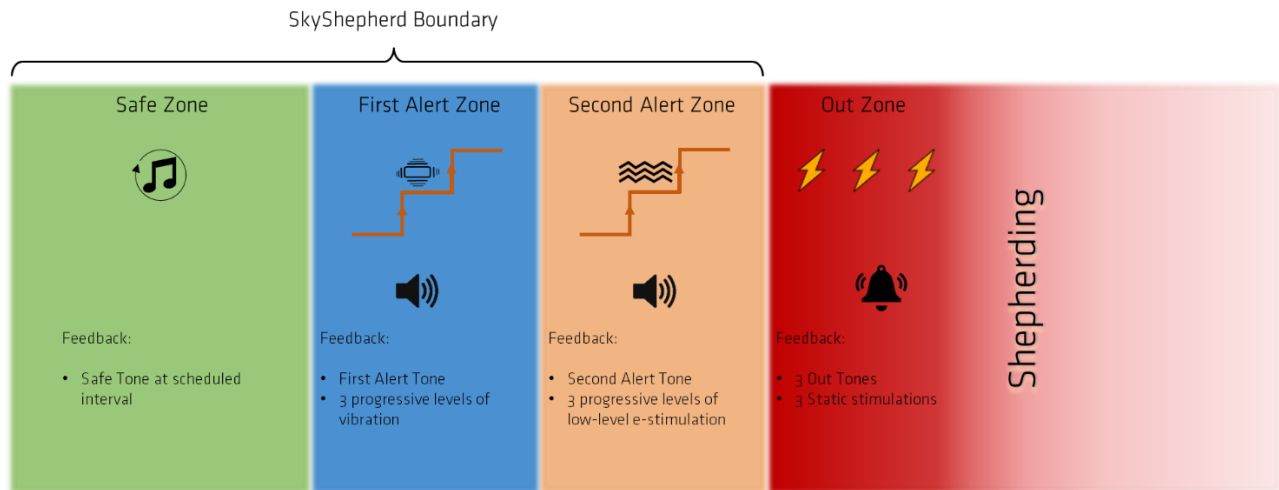 SkyShepherd Boundary
Safe Zone
Feedback:
• Safe Tone at scheduled
interval
First Alert Zone
Feedback:
• First Alert Tone
• 3 progressive levels of
vibration
Second Alert Zone
Feedback:
• Second Alert Tone
• 3 progressive levels of
low-level e-stimulation
Out Zone
Feedback:
• 3 Out Tones
• 3 Static stimulations
Shepherding